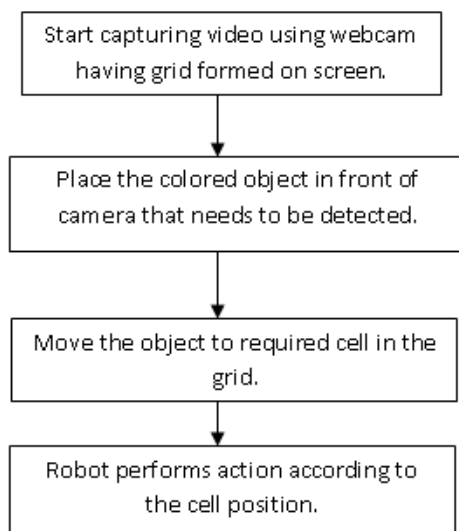 Start capturing video using webcam
having grid formed on screen.
Place the colored object in front of
camera that needs to be detected.
Move the object to required cell in the
grid.
Robot performs action according to
the cell position.